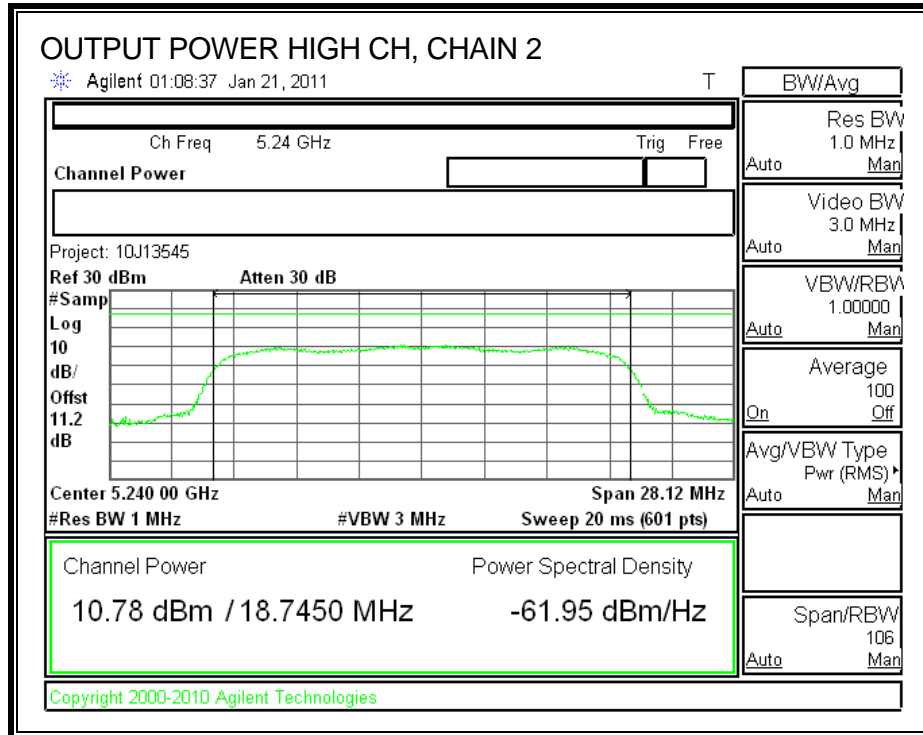 OUTPUT POWER HIGH CH, CHAIN 2
Agilent 01:08:37 Jan 21, 2011 T
Ch Freq 5.24 GHz Trig Free
Channel Power
Project: 10J13545
Ref 30 dBm Atten 30 dB
#Samp
Log
10
dB/
Offst
11.2
dB
Center 5.240 00 GHz Span 28.12 MHz
#Res BW 1 MHz #VBW 3 MHz Sweep 20 ms (601 pts)
Channel Power Power Spectral Density
10.78 dBm / 18.7450 MHz -61.95 dBm/Hz
Copyright 2000-2010 Agilent Technologies
BW/Avg
Res BW
1.0 MHz
Auto Man
Video BW
3.0 MHz
Auto Man
VBW/RBW
1.00000
Auto Man
Average
100
On Off
Avg/VBW Type
Pwr (RMS)
Auto Man
Span/RBW
106
Auto Man